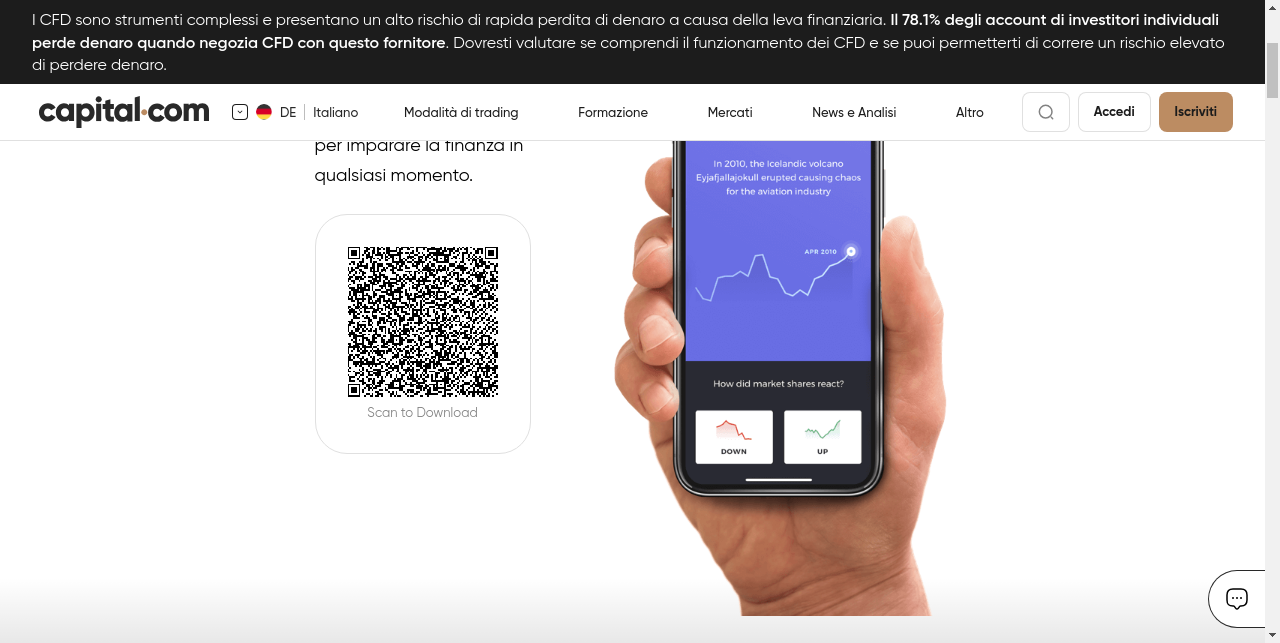 I CFD sono strumenti complessi e presentano un alto rischio di rapida perdita di denaro a causa della leva finanziaria. Il 78.1% degli account di investitori individuali
perde denaro quando negozia CFD con questo fornitore. Dovresti valutare se comprendi il funzionamento dei CFD e se puoi permetterti di correre un rischio elevato
di perdere denaro.
capital.com DE Italiano Modalità di trading Formazione Mercati News e Analisi Altro Accedi Iscriviti
per imparare la finanza in
qualsiasi momento.
Scan to Download
In 2010, the Icelandic volcano
Eyjafjallajokull erupted causing chaos
for the aviation industry
APR 2010
How did market shares react?
DOWN UP